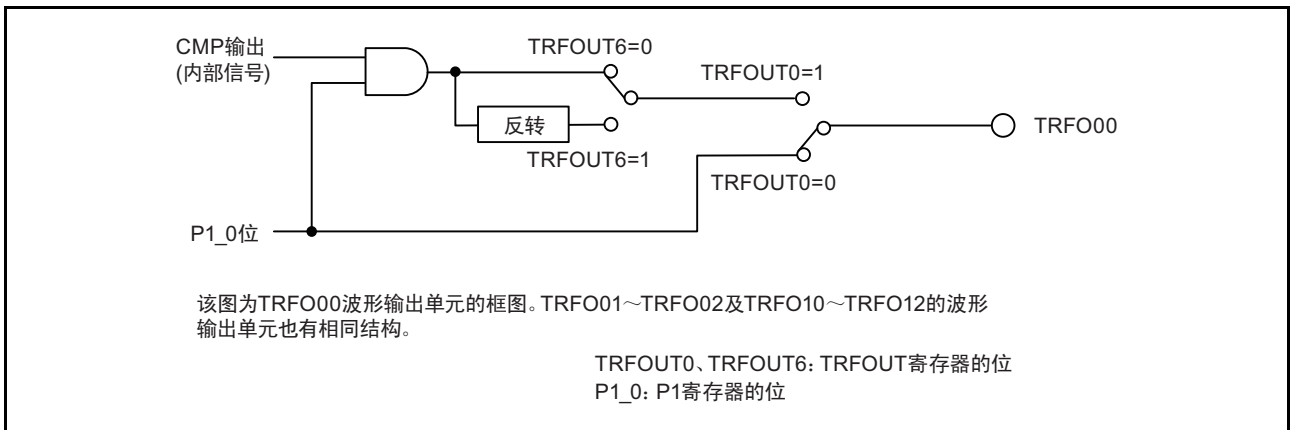 CMP输出
(内部信号)
TRFOUT6=0
TRFOUT0=1
反转
TRFO00
TRFOUT6=1
TRFOUT0=0
P1_0位
该图为TRFO00波形输出单元的框图。TRFO01～TRFO02及TRFO10～TRFO12的波形
输出单元也有相同结构。
TRFOUT0、TRFOUT6：TRFOUT寄存器的位
P1_0：P1寄存器的位